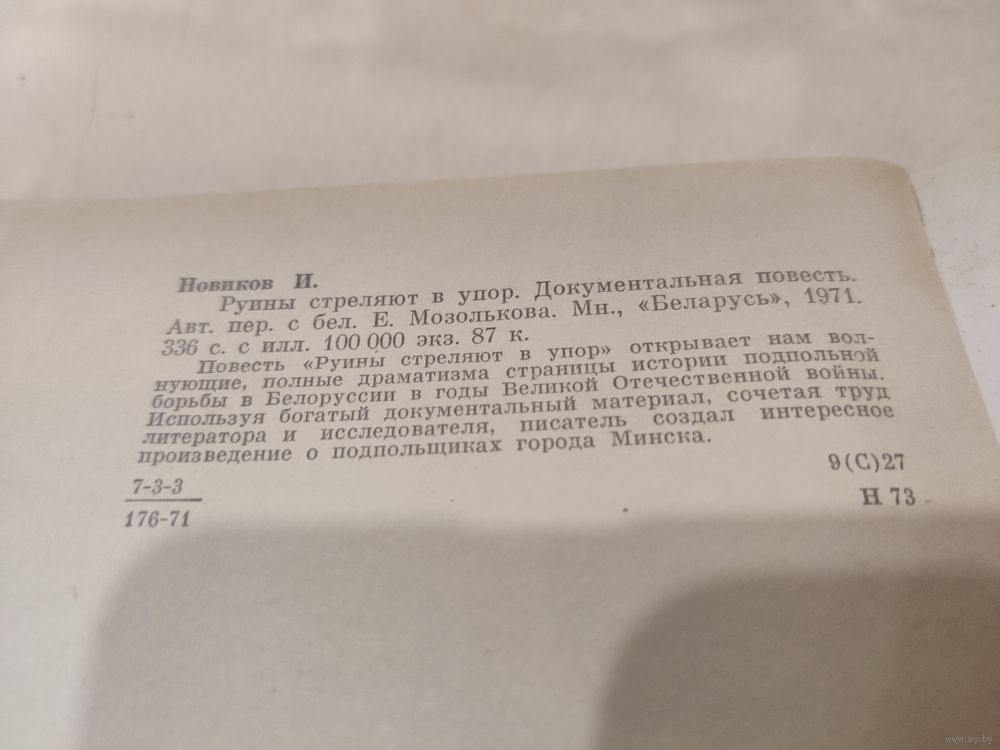 Новиков И.
Руины стреляют в упор. Документальная повесть.
Авт. пер. с бел. Е. Мозолькова. Мн., «Беларусь», 1971.
336 с. с илл. 100 000 экз. 87 к.
Повесть «Руины стреляют в упор» открывает нам вол-
нующие, полные драматизма страницы истории подпольной
борьбы в Белоруссии в годы Великой Отечественной войны.
Используя богатый документальный материал, сочетая труд
литератора и исследователя, писатель создал интересное
произведение о подпольщиках города Минска.
7-3-3
176-71
9(С)27
Н 73
www.ay.by